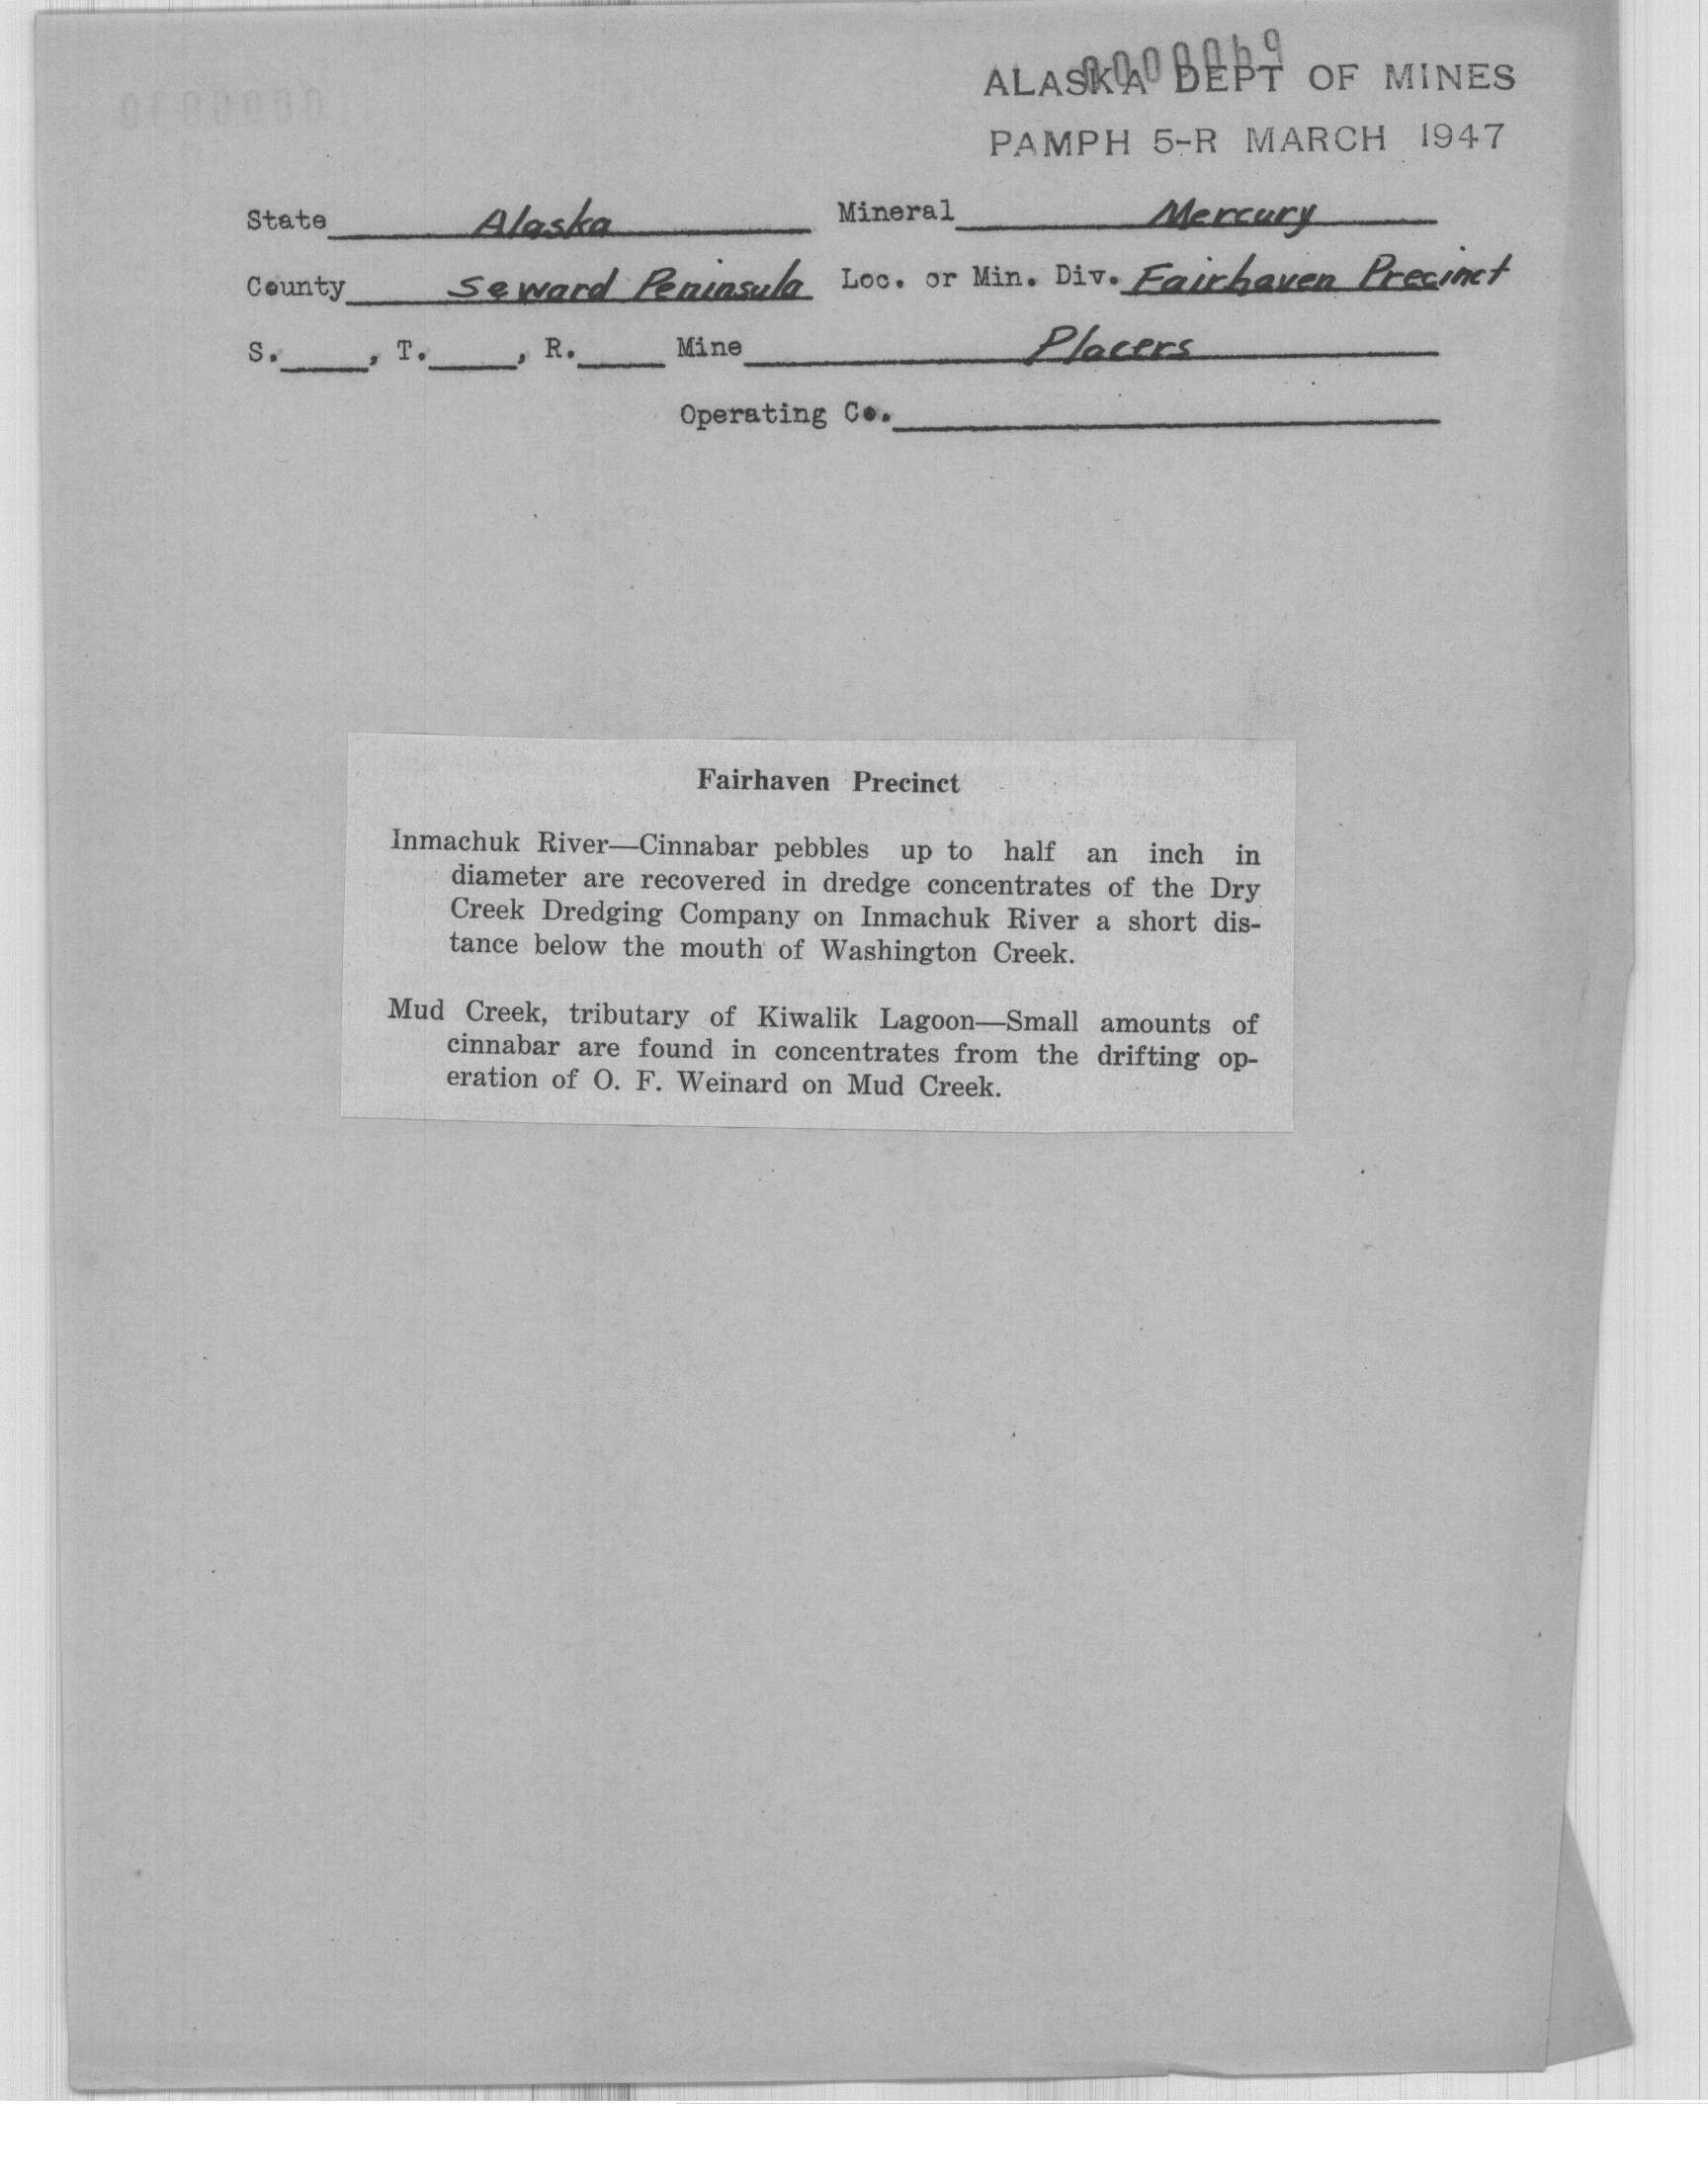 ALASKA DEPT OF MINES
PAMPH 5-R MARCH 1947
State Alaska Mineral Mercury
County Seward Peninsula Loc. or Min. Div. Fairhaven Precinct
S. , T. , R. Mine Placers
Operating Co.
Fairhaven Precinct
Inmachuk River—Cinnabar pebbles up to half an inch in
diameter are recovered in dredge concentrates of the Dry
Creek Dredging Company on Inmachuk River a short dis-
tance below the mouth of Washington Creek.
Mud Creek, tributary of Kiwalik Lagoon—Small amounts of
cinnabar are found in concentrates from the drifting op-
eration of O. F. Weinard on Mud Creek.